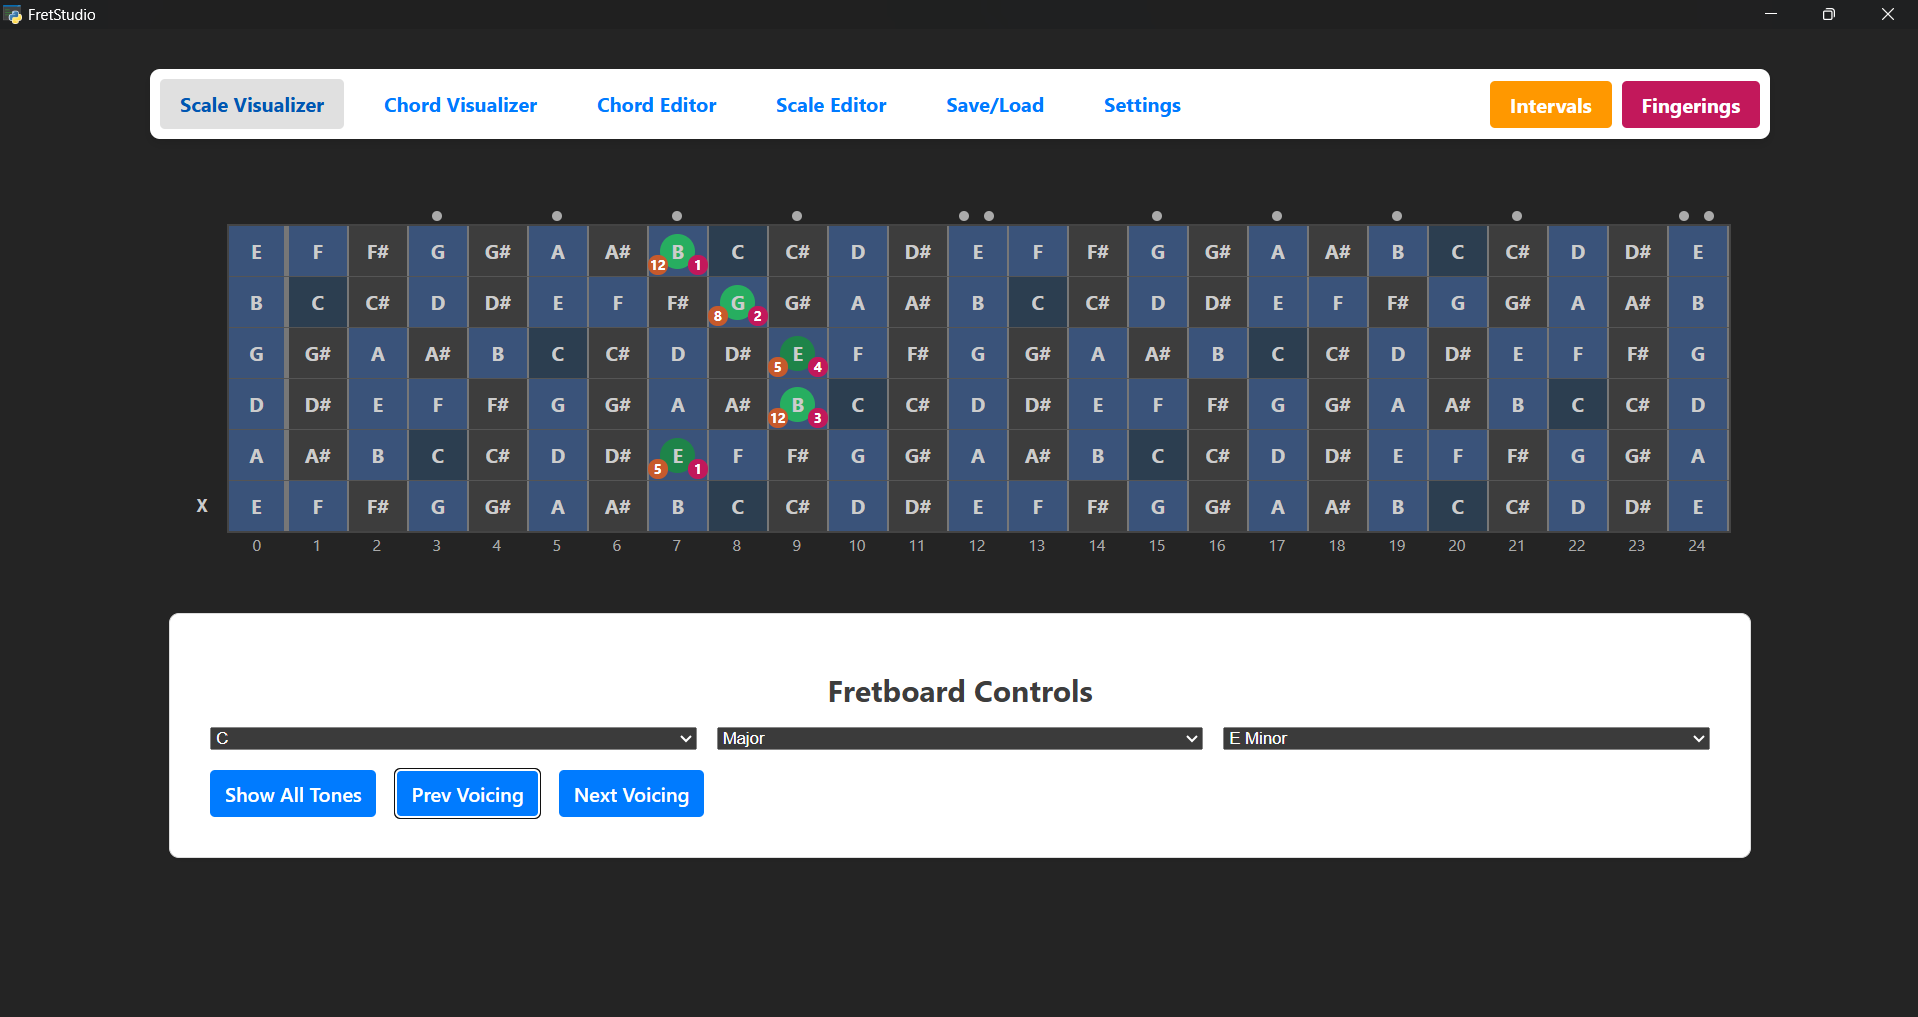 FretStudio
Scale Visualizer Chord Visualizer Chord Editor Scale Editor Save/Load Settings Intervals Fingerings
E F F# G G# A A# B 12 1 C C# D D# E F F# G G# A A# B C C# D D# E
B C C# D D# E F F# G 8 2 G# A A# B C C# D D# E F F# G G# A A# B
G G# A A# B C C# D D# E 5 4 F F# G G# A A# B C C# D D# E F F# G
D D# E F F# G G# A A# B 12 3 C C# D D# E F F# G G# A A# B C C# D
A A# B C C# D D# E 5 1 F F# G G# A A# B C C# D D# E F F# G G# A
X E F F# G G# A A# B C C# D D# E F F# G G# A A# B C C# D D# E
0 1 2 3 4 5 6 7 8 9 10 11 12 13 14 15 16 17 18 19 20 21 22 23 24
Fretboard Controls
C Major E Minor
Show All Tones Prev Voicing Next Voicing